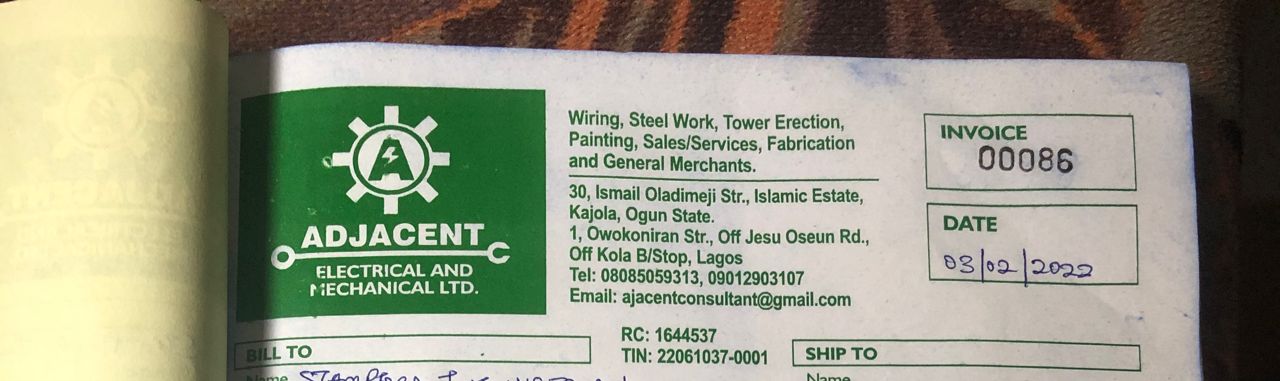 A
ADJACENT
ELECTRICAL AND
MECHANICAL LTD.
Wiring, Steel Work, Tower Erection,
Painting, Sales/Services, Fabrication
and General Merchants.
30, Ismail Oladimeji Str., Islamic Estate,
Kajola, Ogun State.
1, Owokoniran Str., Off Jesu Oseun Rd.,
Off Kola B/Stop, Lagos
Tel: 08085059313, 09012903107
Email: ajacentconsultant@gmail.com
INVOICE
00086
DATE
03/02/2022
RC: 1644537
TIN: 22061037-0001
BILL TO
SHIP TO
Name
Name